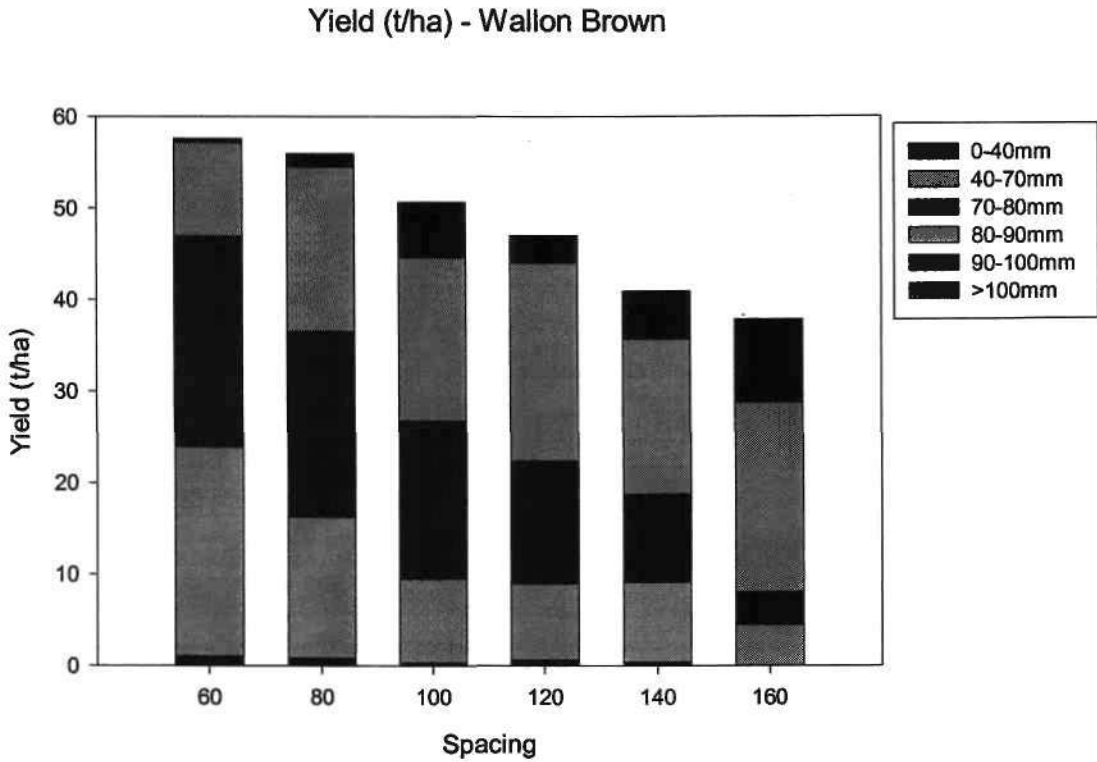 Yield (t/ha) - Wallon Brown
60
50
40
30
20
10
0
Yield (t/ha)
60 80 100 120 140 160
Spacing
0-40mm
40-70mm
70-80mm
80-90mm
90-100mm
>100mm